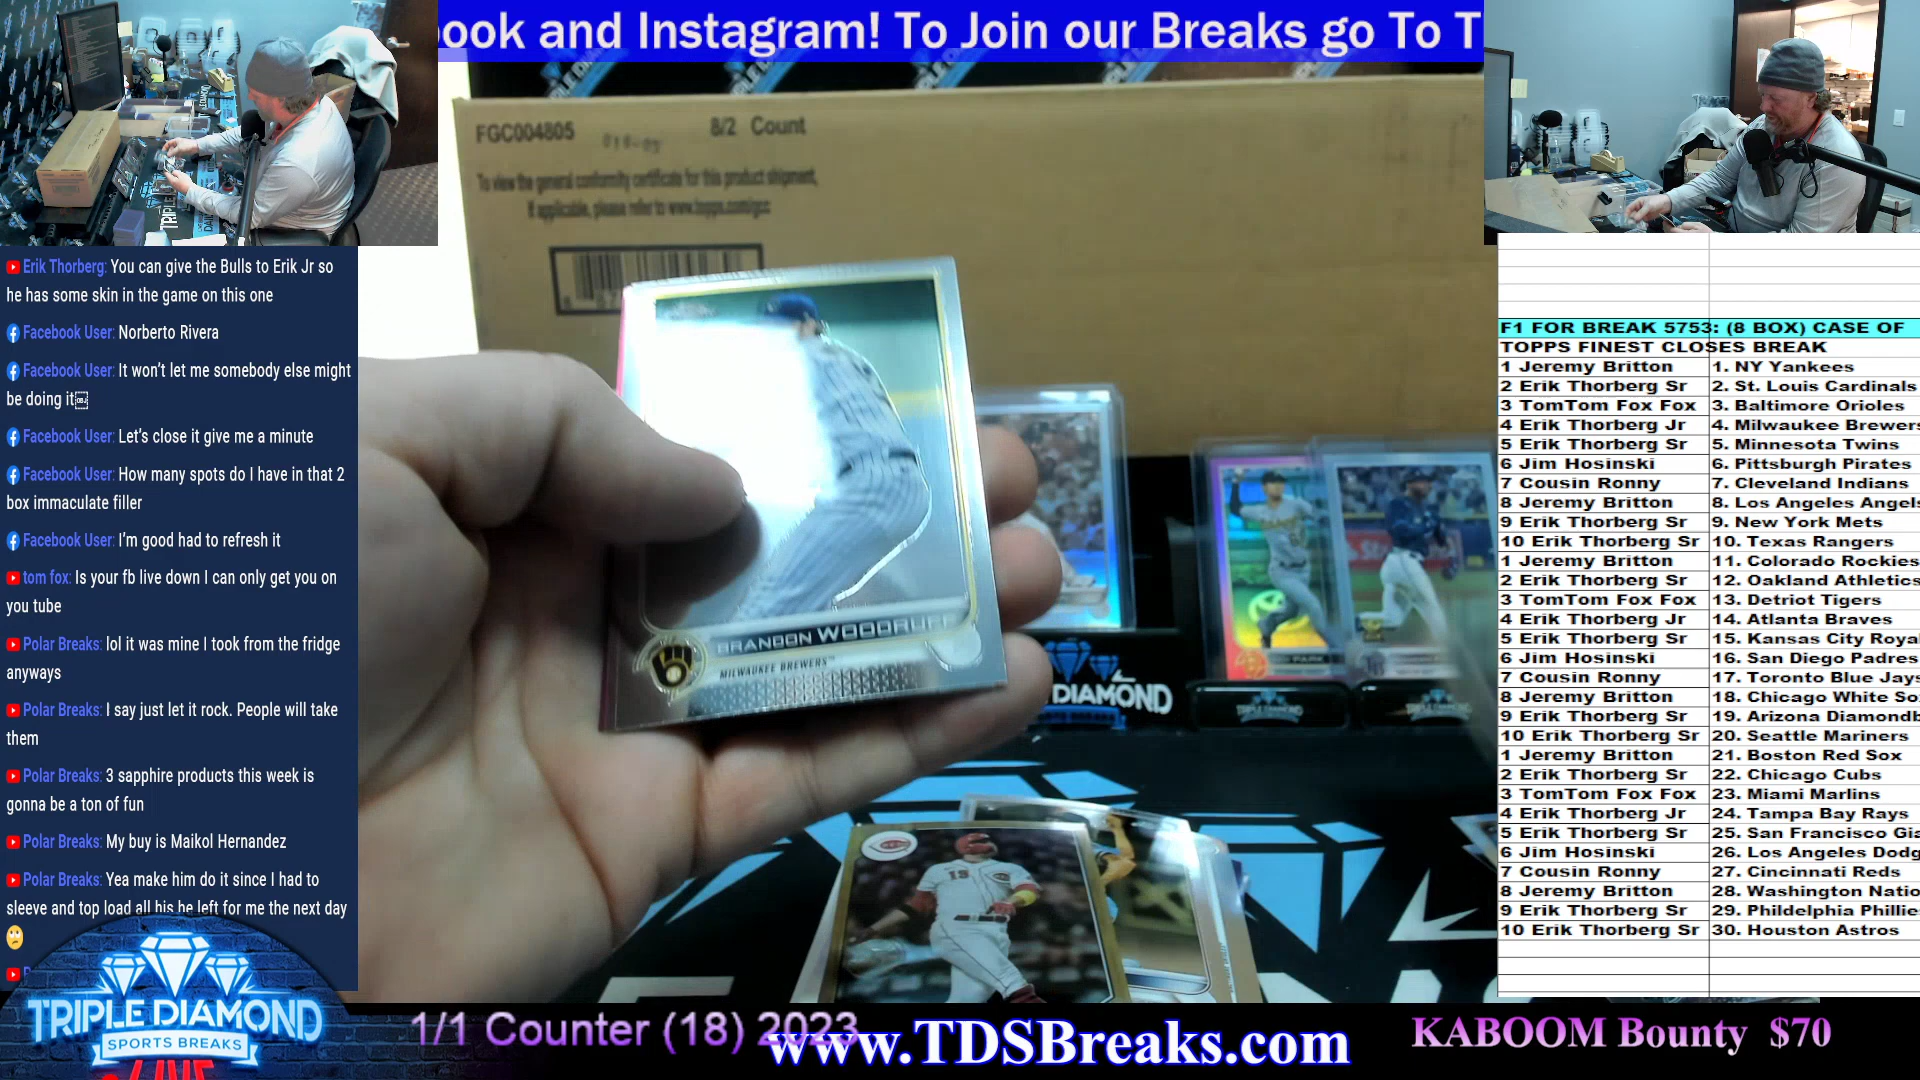 ook and Instagram! To Join our Breaks go To T
FGC004805
8/2 Count
To view the general conformity certificate for this product shipment,
If applicable, please refer to www.topps.com/gcc
Erik Thorberg: You can give the Bulls to Erik Jr so
he has some skin in the game on this one
Facebook User: Norberto Rivera
Facebook User: It won't let me somebody else might
be doing it
Facebook User: Let's close it give me a minute
Facebook User: How many spots do I have in that 2
box immaculate filler
Facebook User: I'm good had to refresh it
tom fox: Is your fb live down I can only get you on
you tube
Polar Breaks: lol it was mine I took from the fridge
anyways
Polar Breaks: I say just let it rock. People will take
them
Polar Breaks: 3 sapphire products this week is
gonna be a ton of fun
Polar Breaks: My buy is Maikol Hernandez
Polar Breaks: Yea make him do it since I had to
sleeve and top load all his he left for me the next day
BRANDON WOODRUFF
MILWAUKEE BREWERS
DIAMOND
TRIPLE DIAMOND
F1 FOR BREAK 5753: (8 BOX) CASE OF
TOPPS FINEST CLOSES BREAK
1 Jeremy Britton 1. NY Yankees
2 Erik Thorberg Sr 2. St. Louis Cardinals
3 TomTom Fox Fox 3. Baltimore Orioles
4 Erik Thorberg Jr 4. Milwaukee Brewers
5 Erik Thorberg Sr 5. Minnesota Twins
6 Jim Hosinski 6. Pittsburgh Pirates
7 Cousin Ronny 7. Cleveland Indians
8 Jeremy Britton 8. Los Angeles Angels
9 Erik Thorberg Sr 9. New York Mets
10 Erik Thorberg Sr 10. Texas Rangers
1 Jeremy Britton 11. Colorado Rockies
2 Erik Thorberg Sr 12. Oakland Athletics
3 TomTom Fox Fox 13. Detriot Tigers
4 Erik Thorberg Jr 14. Atlanta Braves
5 Erik Thorberg Sr 15. Kansas City Roya
6 Jim Hosinski 16. San Diego Padres
7 Cousin Ronny 17. Toronto Blue Jays
8 Jeremy Britton 18. Chicago White So
9 Erik Thorberg Sr 19. Arizona Diamondb
10 Erik Thorberg Sr 20. Seattle Mariners
1 Jeremy Britton 21. Boston Red Sox
2 Erik Thorberg Sr 22. Chicago Cubs
3 TomTom Fox Fox 23. Miami Marlins
4 Erik Thorberg Jr 24. Tampa Bay Rays
5 Erik Thorberg Sr 25. San Francisco Gia
6 Jim Hosinski 26. Los Angeles Dodg
7 Cousin Ronny 27. Cincinnati Reds
8 Jeremy Britton 28. Washington Natio
9 Erik Thorberg Sr 29. Phildelphia Phillie
10 Erik Thorberg Sr 30. Houston Astros
TRIPLE DIAMOND
SPORTS BREAKS
LIVE
1/1 Counter (18) 2023
www.TDSBreaks.com
KABOOM Bounty $70